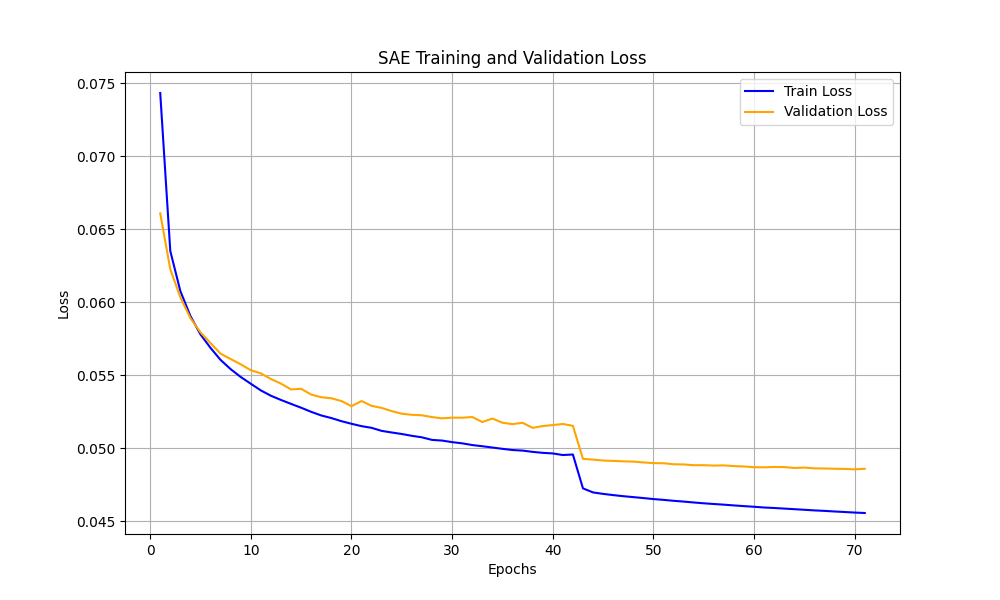 SAE Training and Validation Loss
Train Loss
Validation Loss
Loss
0.075
0.070
0.065
0.060
0.055
0.050
0.045
0 10 20 30 40 50 60 70
Epochs